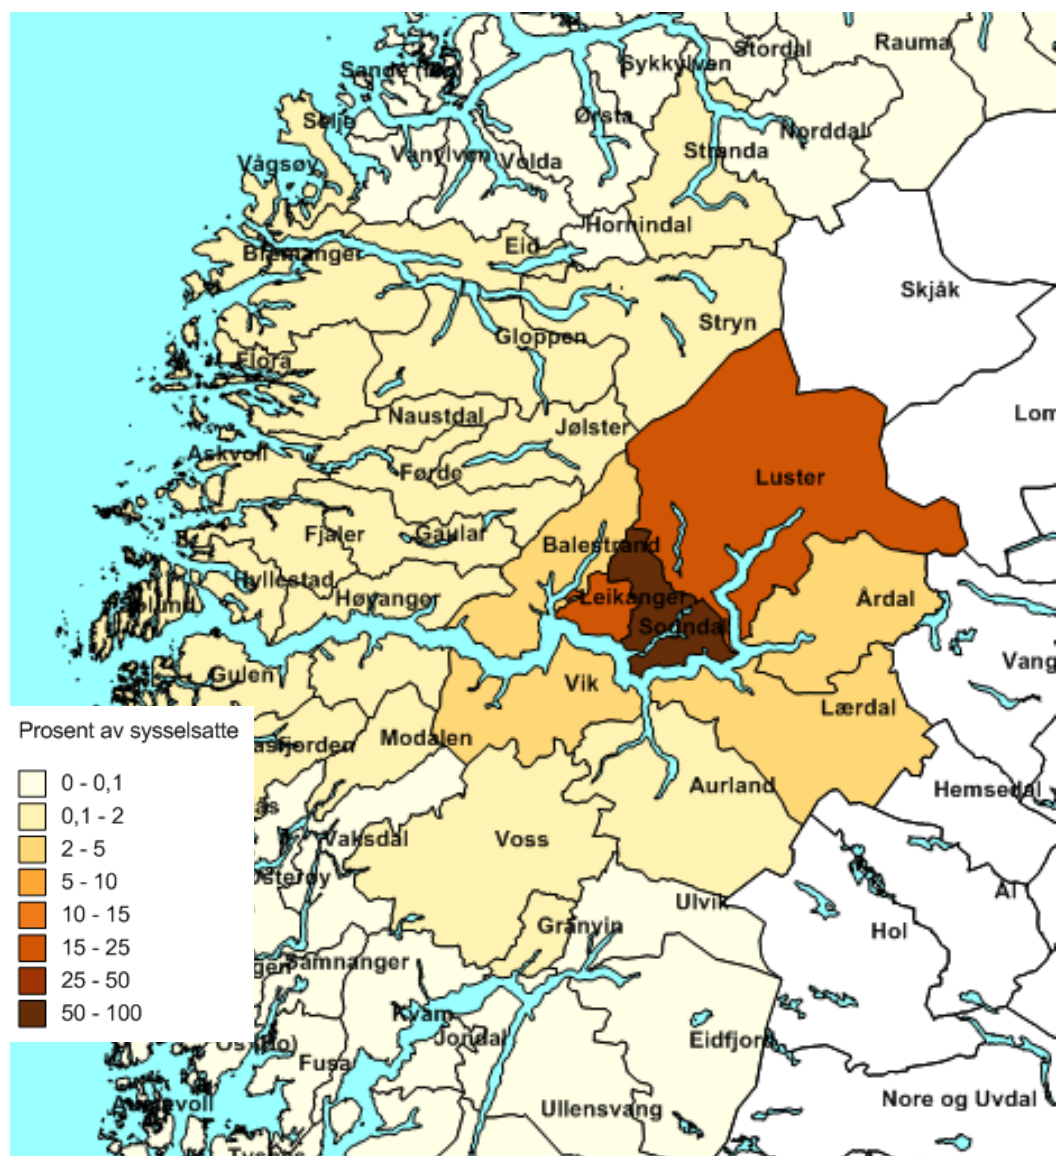 Stordal
Rauma
Sykkylven
Ørsta
Norddal
Selje
Vanylven
Volda
Stranda
Vågsøy
Hornindal
Eid
Bremanger
Skjåk
Stryn
Gloppen
Flora
Naustdal
Lom
Jølster
Askvoll
Førde
Luster
Fjaler
Gaular
Balestrand
Hyllestad
Høyanger
Leikanger
Årdal
Sogndal
Vang
Gulen
Vik
Lærdal
Modalen
Aurland
Hemsedal
Vaksdal
Voss
Ål
Ulvik
Granvin
Hol
Samnanger
Kvam
Jondal
Eidfjord
Fusa
Nore og Uvdal
Ullensvang
Prosent av sysselsatte
0 - 0,1
0,1 - 2
2 - 5
5 - 10
10 - 15
15 - 25
25 - 50
50 - 100